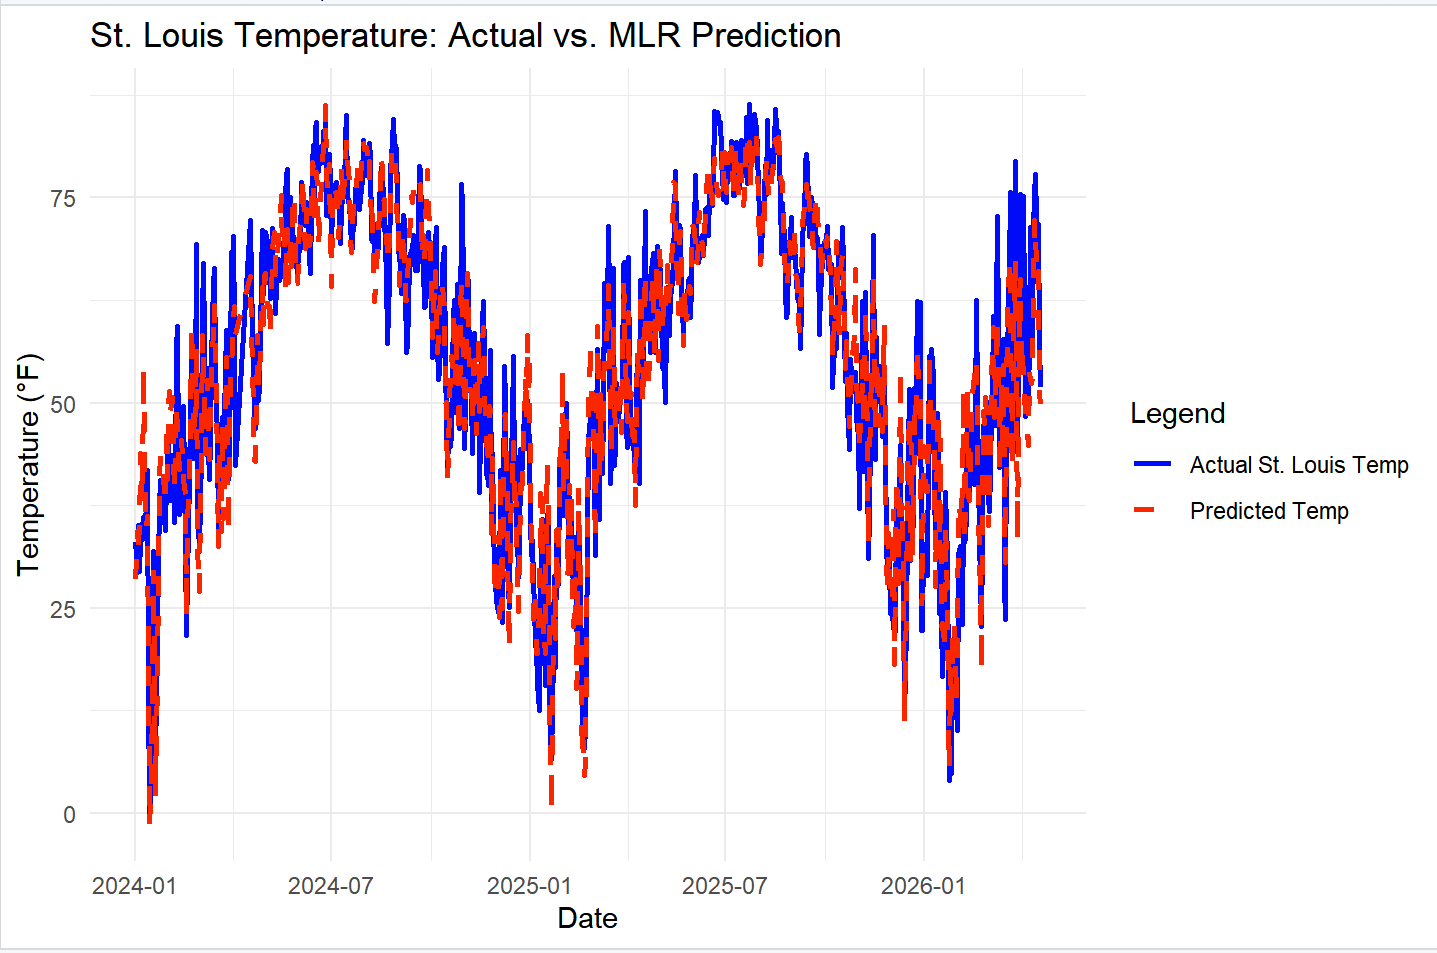 St. Louis Temperature: Actual vs. MLR Prediction
Temperature (°F)
75
50
25
0
2024-01
2024-07
2025-01
2025-07
2026-01
Date
Legend
Actual St. Louis Temp
Predicted Temp